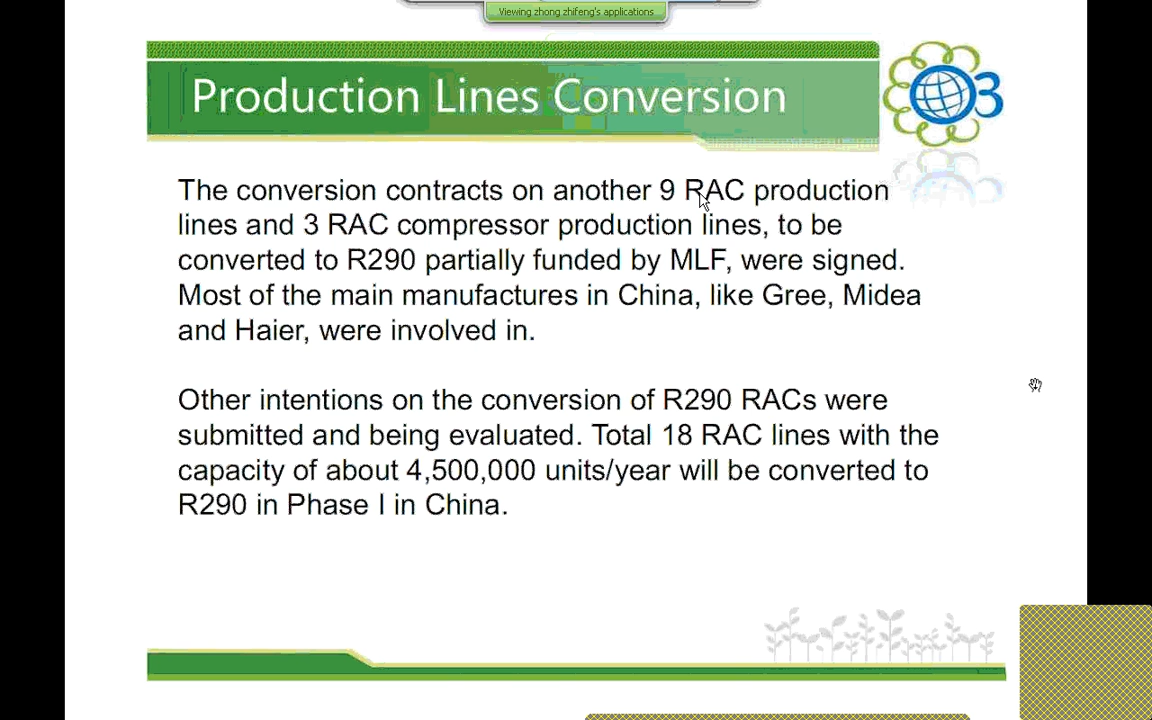 Viewing zhong zhifeng's applications
Production Lines Conversion
3
The conversion contracts on another 9 RAC production
lines and 3 RAC compressor production lines, to be
converted to R290 partially funded by MLF, were signed.
Most of the main manufactures in China, like Gree, Midea
and Haier, were involved in.
Other intentions on the conversion of R290 RACs were
submitted and being evaluated. Total 18 RAC lines with the
capacity of about 4,500,000 units/year will be converted to
R290 in Phase I in China.